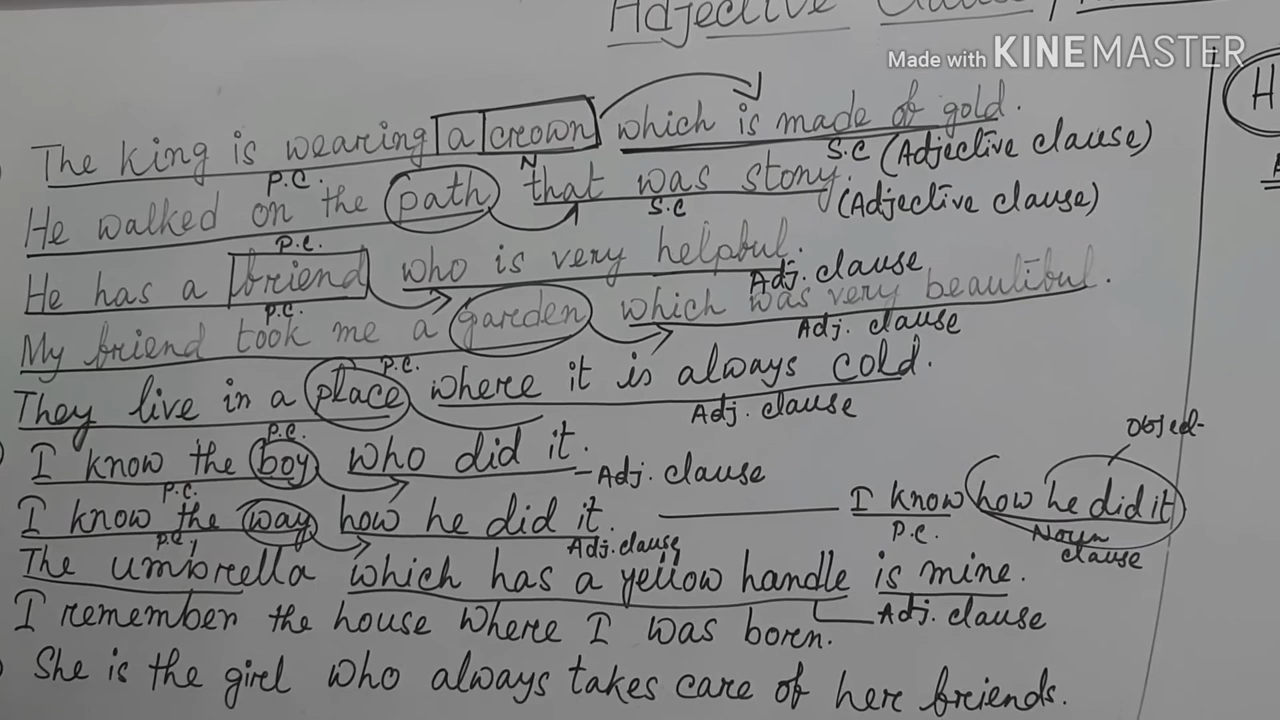 Adjective Clause
Made with KINEMASTER
The king is wearing a crown which is made of gold.
P.C. N S.C (Adjective clause)
He walked on the path that was stony.
P.C. S.C (Adjective clause)
He has a friend who is very helpful.
P.C. Adj. clause
My friend took me a garden which was very beautiful.
P.C. Adj. clause
They live in a place where it is always cold.
P.C. Adj. clause
I know the boy who did it.
P.C. - Adj. clause
I know the way how he did it. I know how he did it
P.C. Adj. clause P.C. Noun clause
The umbrella which has a yellow handle is mine.
Adj. clause
I remember the house where I was born.
She is the girl who always takes care of her friends.
H